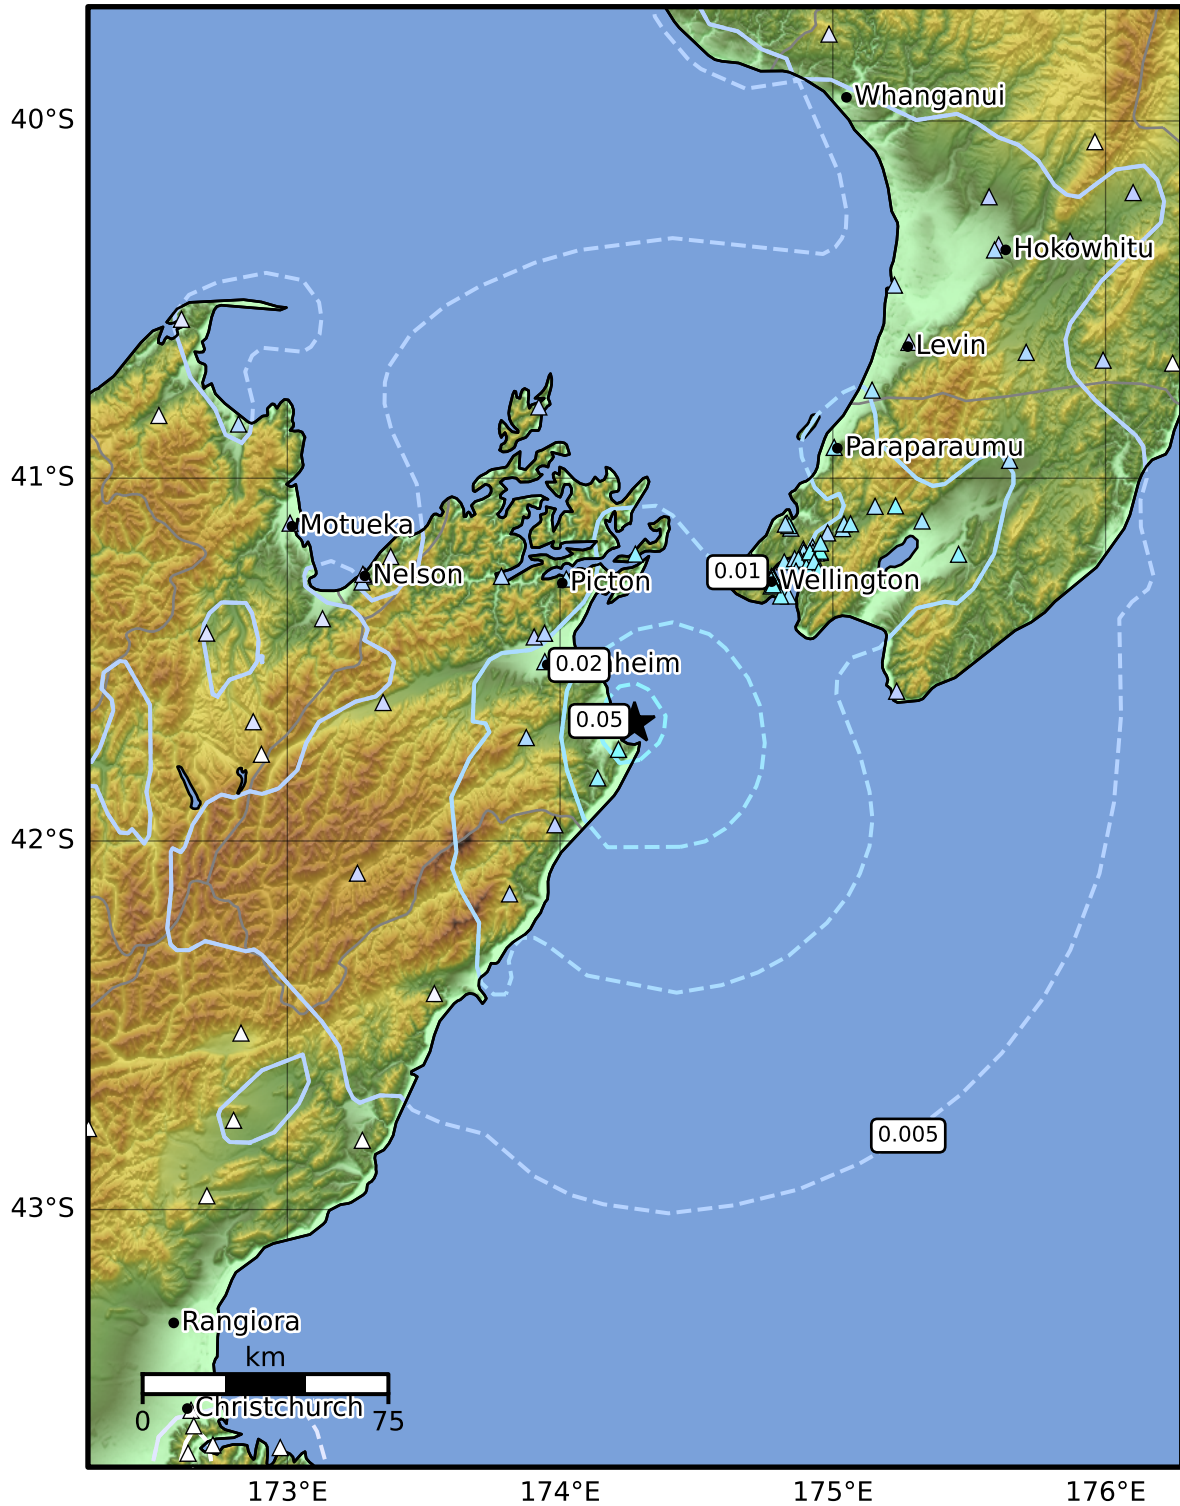 Whanganui
40°S
Hokowhitu
Levin
Paraparaumu
41°S
Motueka
Nelson
0.01
Wellington
Picton
0.02
heim
0.05
42°S
0.005
43°S
Rangiora
km
Christchurch
0
75
173°E
174°E
175°E
176°E